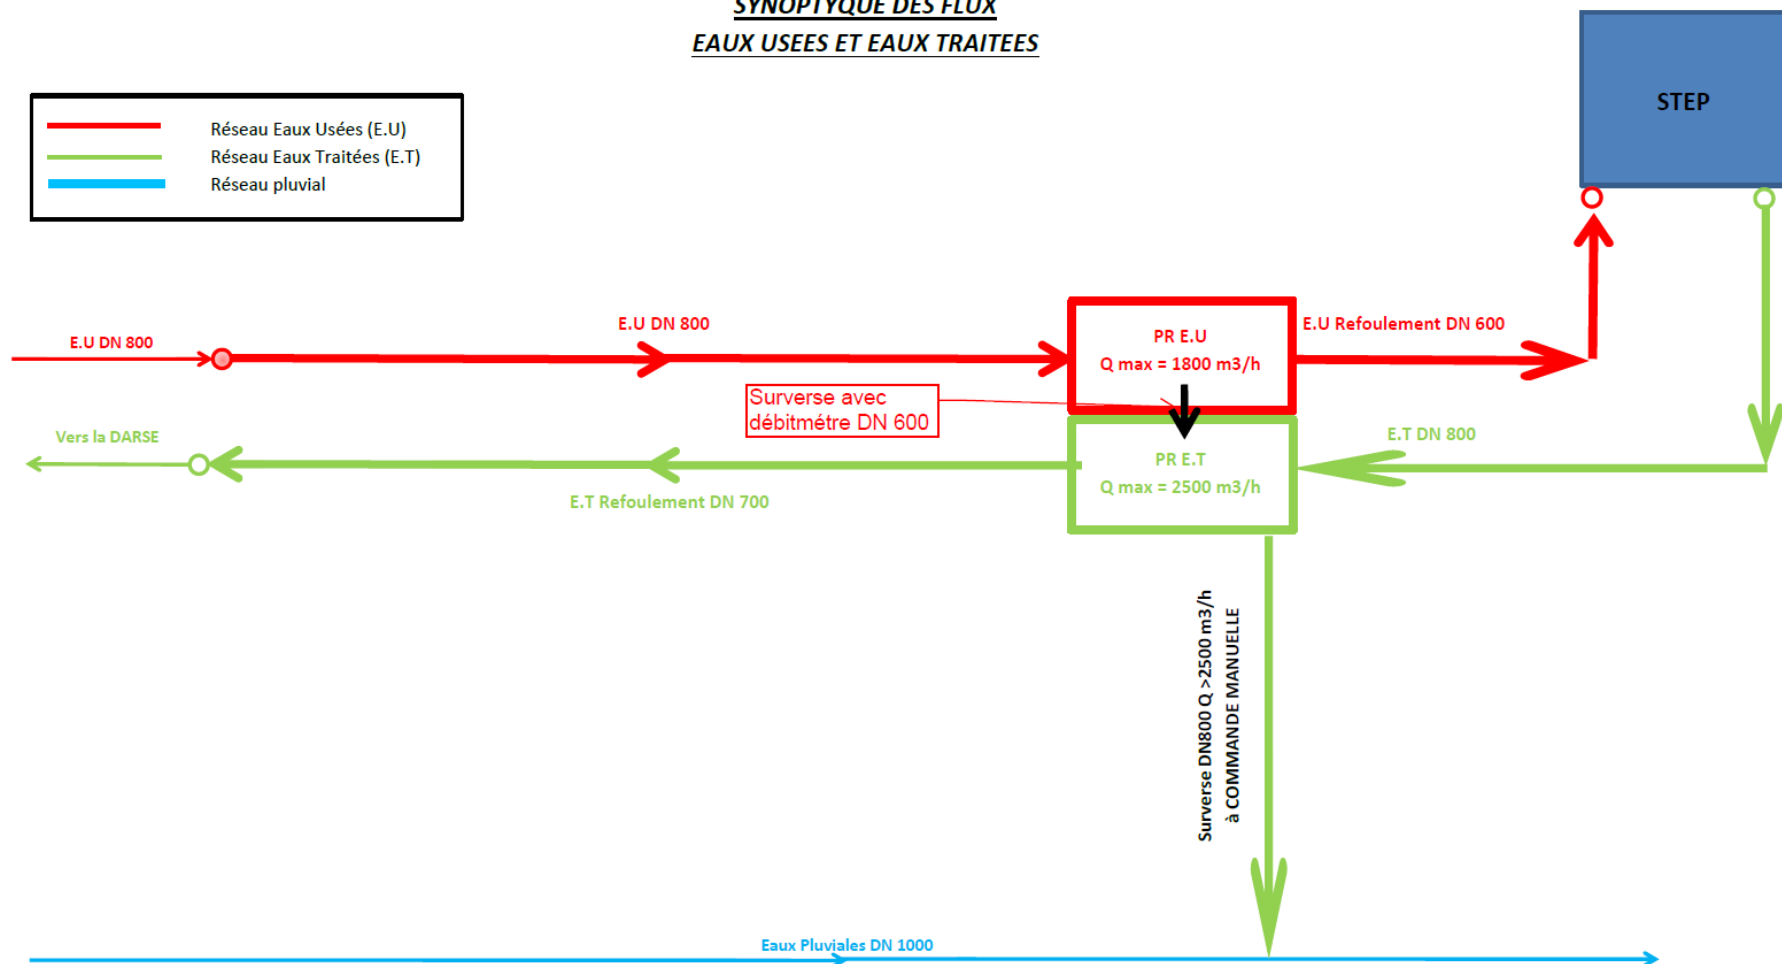 SYNOPTYQUE DES FLUX
EAUX USEES ET EAUX TRAITEES
STEP
Réseau Eaux Usées (E.U)
Réseau Eaux Traitées (E.T)
Réseau pluvial
E.U DN 800
E.U DN 800
PR E.U
Q max = 1800 m3/h
E.U Refoulement DN 600
Surverse avec
débitmétre DN 600
Vers la DARSE
E.T Refoulement DN 700
PR E.T
Q max = 2500 m3/h
E.T DN 800
Surverse DN800 Q >2500 m3/h
à COMMANDE MANUELLE
Eaux Pluviales DN 1000